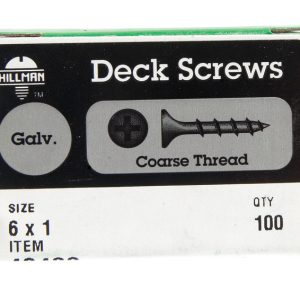 HILLMAN
TM
Deck Screws
Galv.
Coarse Thread
SIZE
QTY
6 x 1
100
ITEM